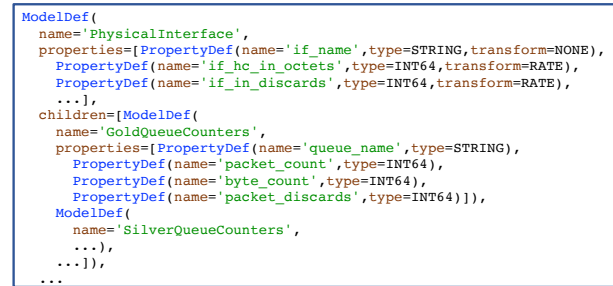 ModelDef(
  name='PhysicalInterface',
  properties=[PropertyDef(name='if_name',type=STRING,transform=NONE),
    PropertyDef(name='if_hc_in_octets',type=INT64,transform=RATE),
    PropertyDef(name='if_in_discards',type=INT64,transform=RATE),
    ...],
  children=[ModelDef(
    name='GoldQueueCounters',
    properties=[PropertyDef(name='queue_name',type=STRING),
      PropertyDef(name='packet_count',type=INT64),
      PropertyDef(name='byte_count',type=INT64),
      PropertyDef(name='packet_discards',type=INT64)]),
    ModelDef(
      name='SilverQueueCounters',
      ...),
    ...]),
  ...